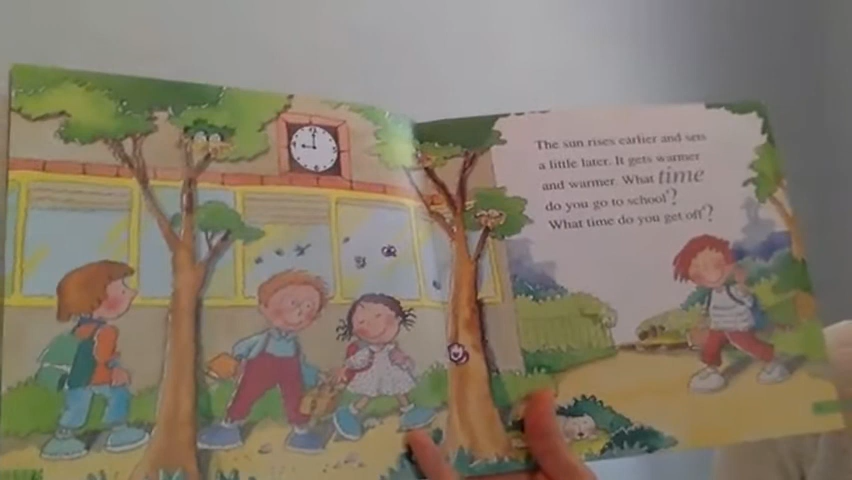 The sun rises earlier and sets
a little later. It gets warmer
and warmer. What time
do you go to school?
What time do you get off?